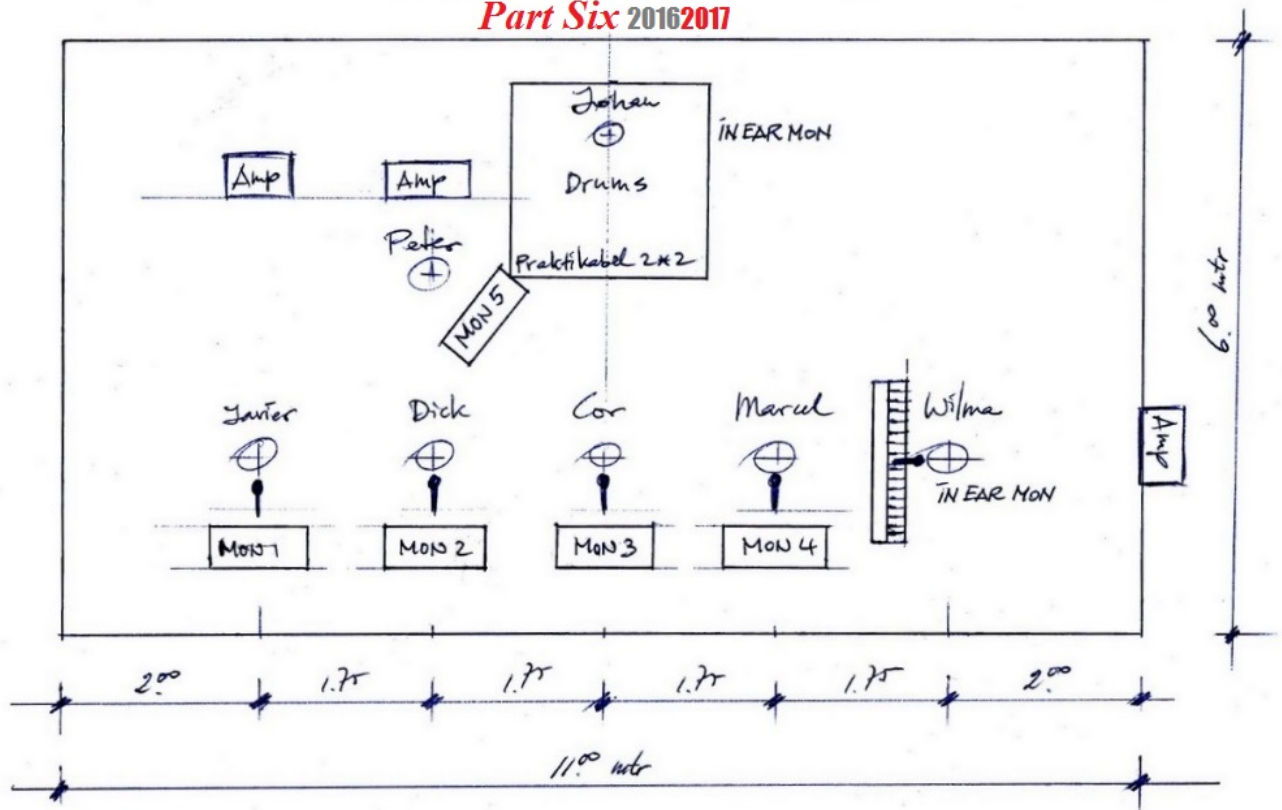 Part Six 20162017
Johan
IN EAR MON
Amp
Amp
Drums
Peter
Praktikabel 2*2
MON 5
6.00 mtr
Javier
Dick
Cor
Marcel
Wilma
Amp
IN EAR MON
MON 1
MON 2
MON 3
MON 4
2.00
1.75
1.75
1.75
1.75
2.00
11.00 mtr